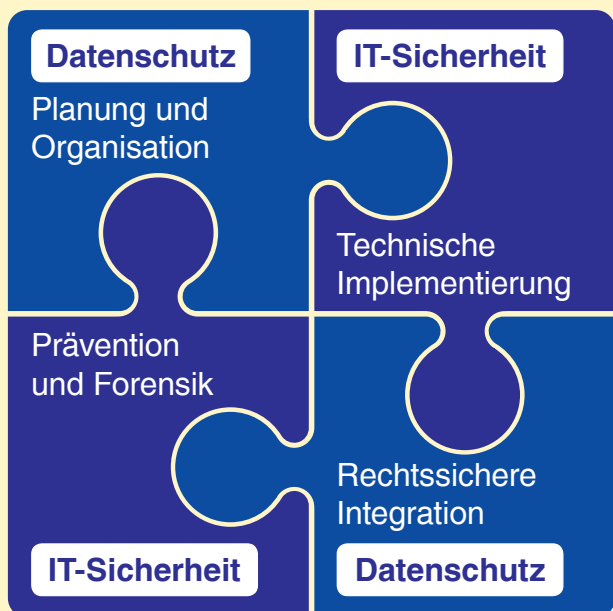 Datenschutz
Planung und
Organisation
IT-Sicherheit
Technische
Implementierung
Prävention
und Forensik
IT-Sicherheit
Rechtssichere
Integration
Datenschutz